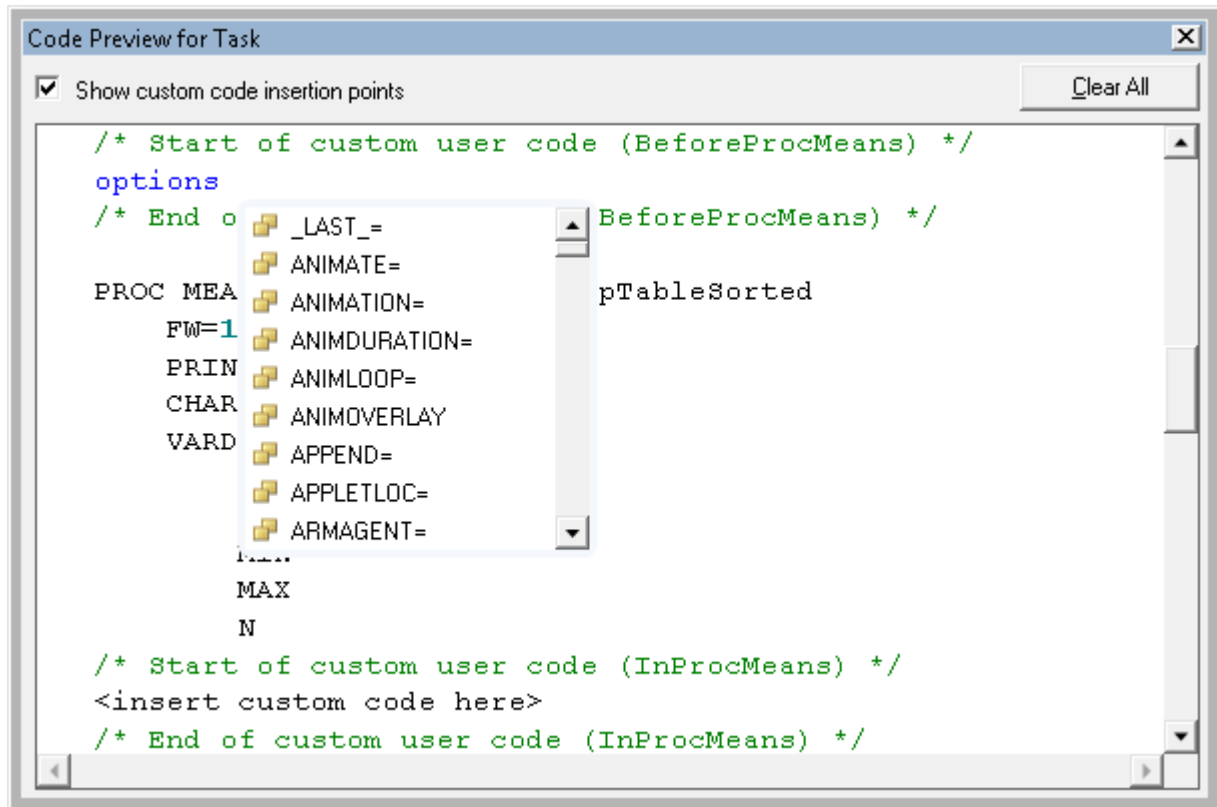 Code Preview for Task
Show custom code insertion points
Clear All
/* Start of custom user code (BeforeProcMeans) */
options
/* End o
BeforeProcMeans) */
PROC MEA
pTableSorted
FW=1
PRIN
CHAR
VARD
_LAST_=
ANIMATE=
ANIMATION=
ANIMDURATION=
ANIMLOOP=
ANIMOVERLAY
APPEND=
APPLETLOC=
ARMAGENT=
MAX
N
/* Start of custom user code (InProcMeans) */
<insert custom code here>
/* End of custom user code (InProcMeans) */